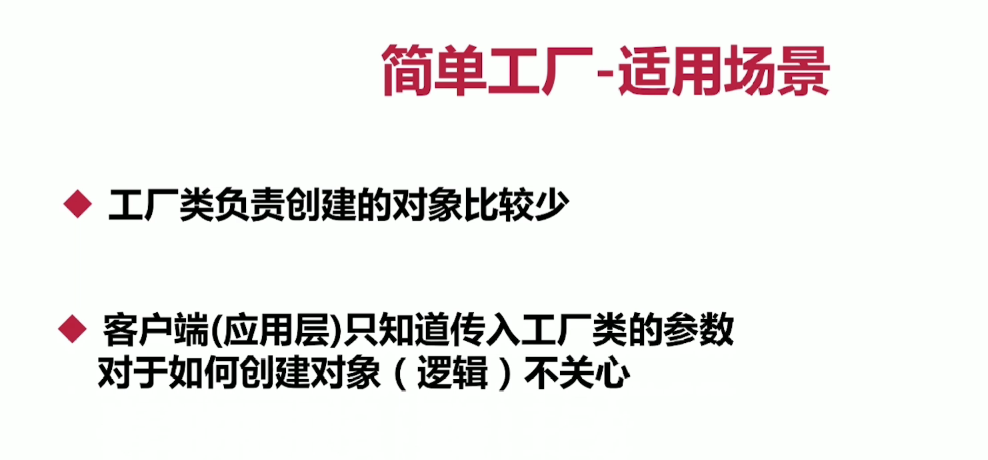 简单工厂-适用场景
工厂类负责创建的对象比较少
客户端(应用层)只知道传入工厂类的参数
对于如何创建对象（逻辑）不关心